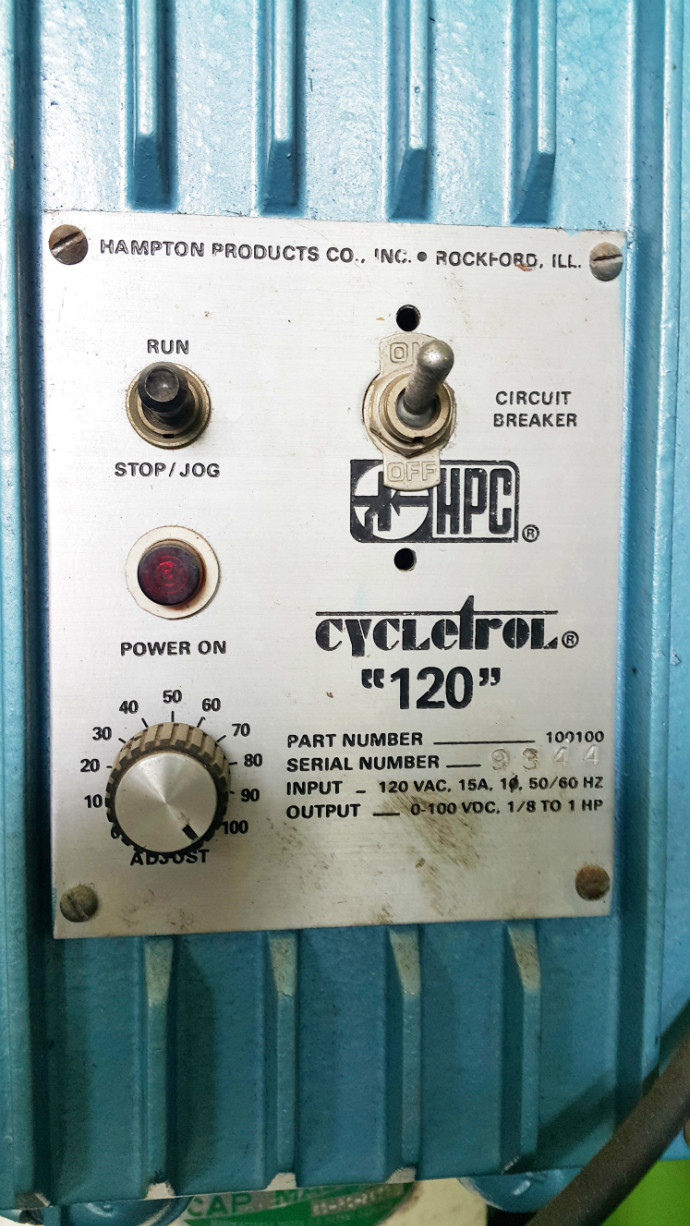 HAMPTON PRODUCTS CO., INC. • ROCKFORD, ILL.
RUN
STOP/JOG
ON
OFF
CIRCUIT
BREAKER
HPC®
POWER ON
CYCLETROL®
"120"
0 10 20 30 40 50 60 70 80 90 100
ADJUST
PART NUMBER 100100
SERIAL NUMBER 9344
INPUT - 120 VAC, 15A, 1ø, 50/60 HZ
OUTPUT — 0-100 VDC, 1/8 TO 1 HP
CAP.